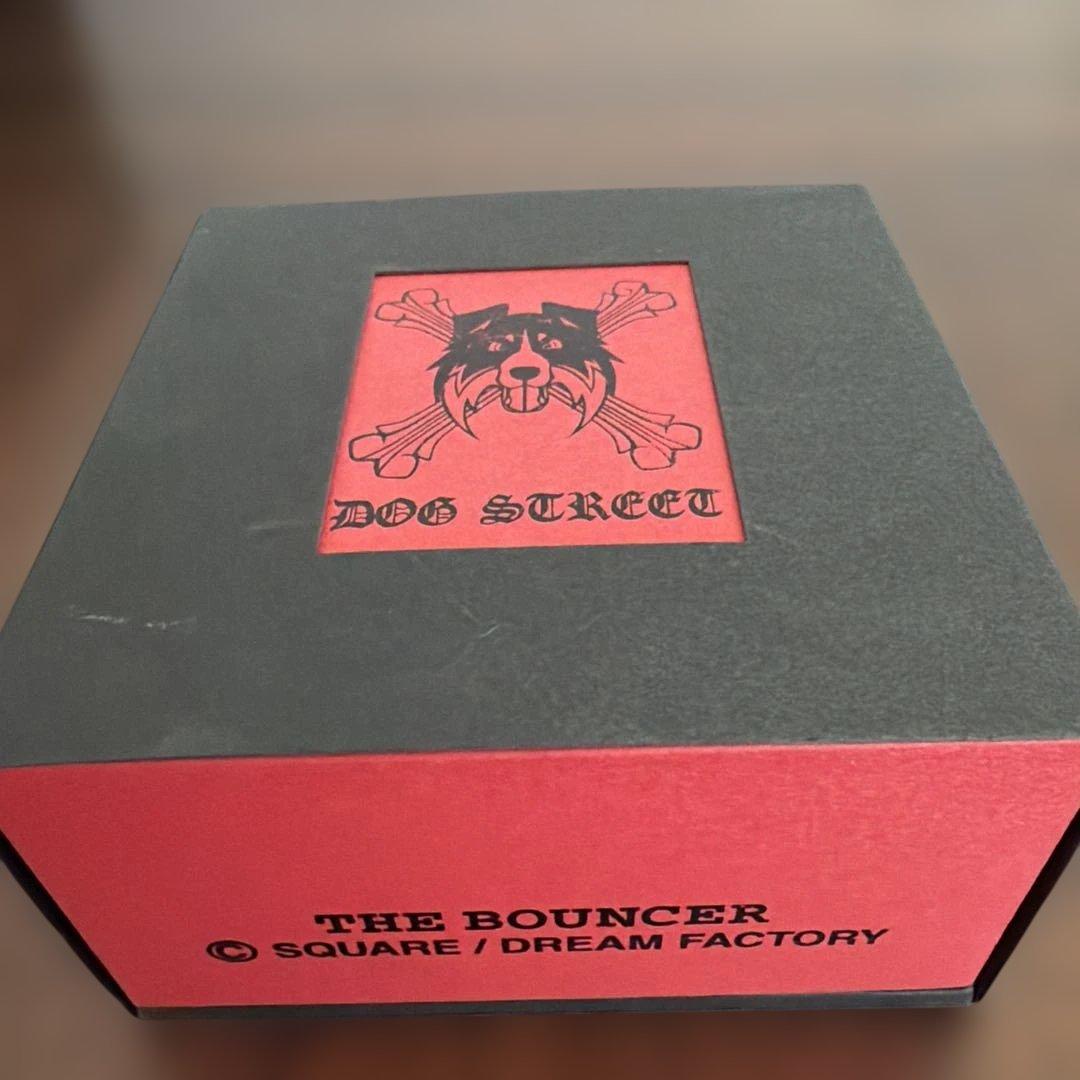 DOG STREET
THE BOUNCER
© SQUARE / DREAM FACTORY